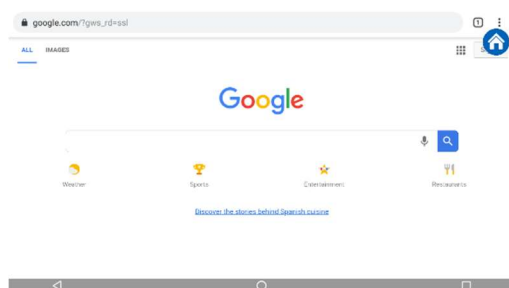 google.com/?gws_rd=ssl
1
ALL IMAGES
Google
Weather Sports Entertainment Restaurants
Discover the stories behind Spanish cuisine